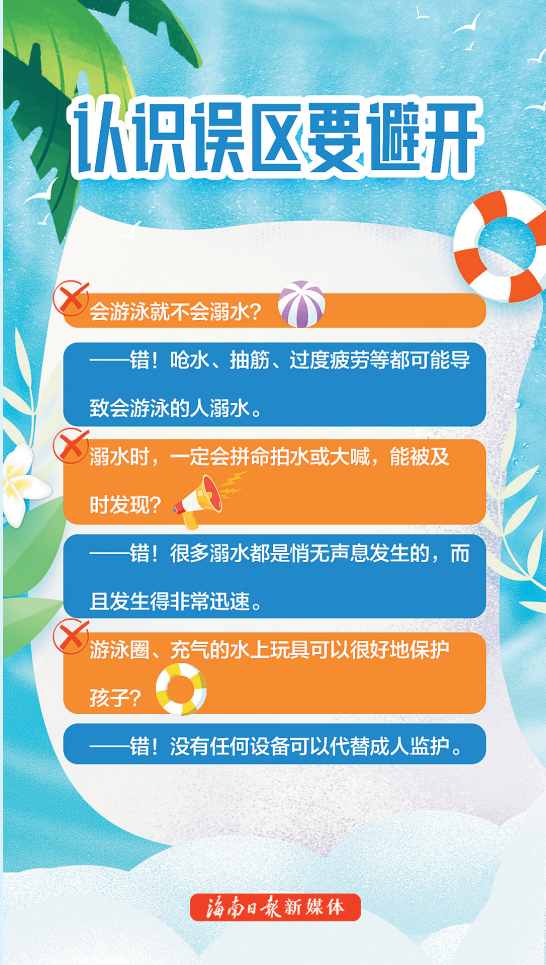 认识误区要避开
会游泳就不会溺水？
——错！呛水、抽筋、过度疲劳等都可能导
致会游泳的人溺水。
溺水时，一定会拼命拍水或大喊，能被及
时发现？
——错！很多溺水都是悄无声息发生的，而
且发生得非常迅速。
游泳圈、充气的水上玩具可以很好地保护
孩子？
——错！没有任何设备可以代替成人监护。
海南日报新媒体